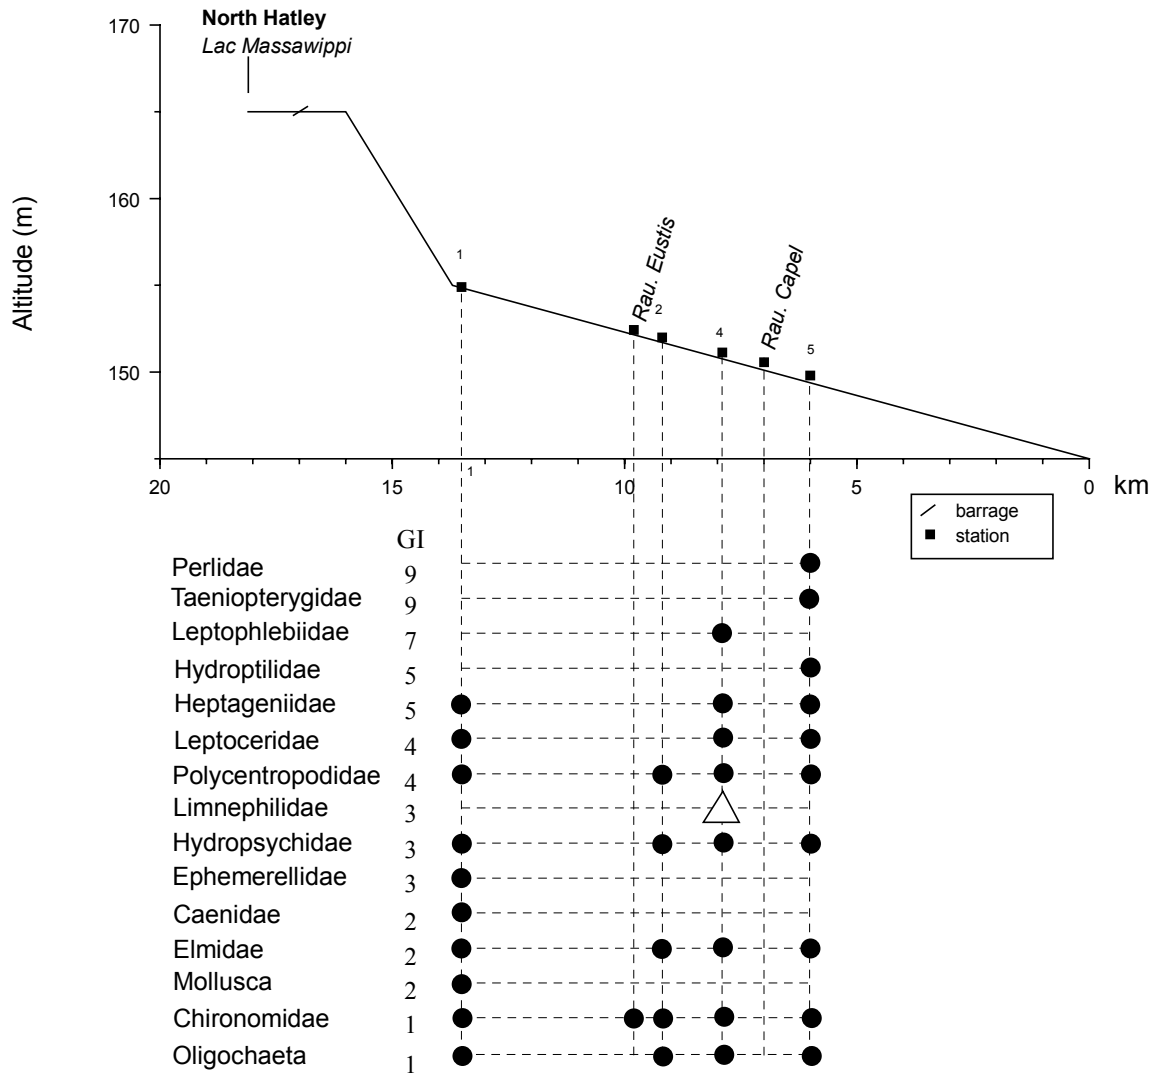 North Hatley
Lac Massawippi
170
160
150
Altitude (m)
1
Rau. Eustis
2
4
Rau. Capel
5
20
15
1
10
5
0
km
barrage
station
GI
Perlidae 9
Taeniopterygidae 9
Leptophlebiidae 7
Hydroptilidae 5
Heptageniidae 5
Leptoceridae 4
Polycentropodidae 4
Limnephilidae 3
Hydropsychidae 3
Ephemerellidae 3
Caenidae 2
Elmidae 2
Mollusca 2
Chironomidae 1
Oligochaeta 1